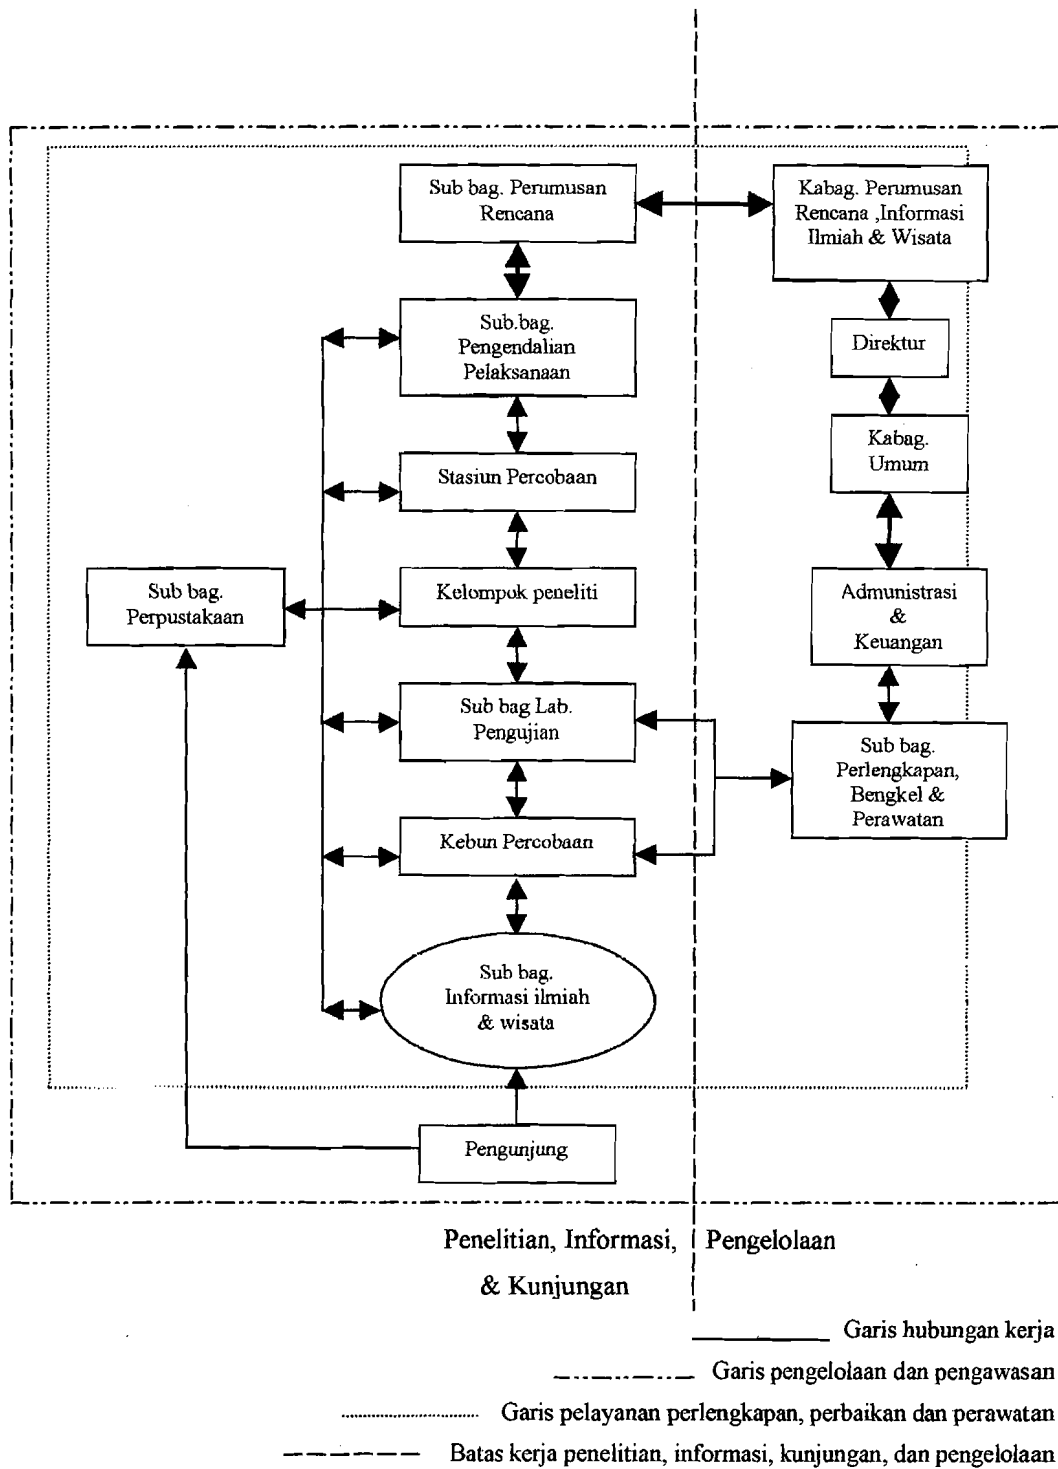 Sub bag. Perumusan
Rencana
Kabag. Perumusan
Rencana ,Informasi
Ilmiah & Wisata
Sub.bag.
Pengendalian
Pelaksanaan
Direktur
Kabag.
Umum
Stasiun Percobaan
Sub bag.
Perpustakaan
Kelompok peneliti
Admunistrasi
&
Keuangan
Sub bag Lab.
Pengujian
Sub bag.
Perlengkapan,
Bengkel &
Perawatan
Kebun Percobaan
Sub bag.
Informasi ilmiah
& wisata
Pengunjung
Penelitian, Informasi,
& Kunjungan
Pengelolaan
Garis hubungan kerja
Garis pengelolaan dan pengawasan
Garis pelayanan perlengkapan, perbaikan dan perawatan
Batas kerja penelitian, informasi, kunjungan, dan pengelolaan